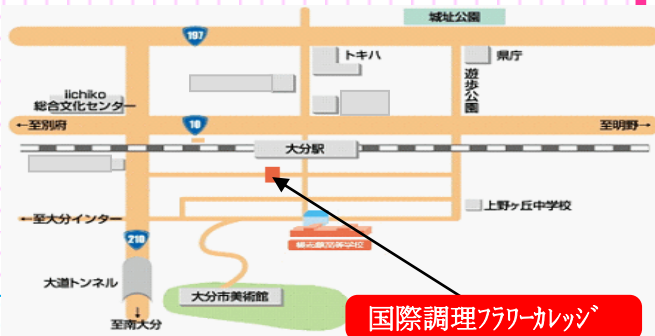 城址公園
197
トキハ
県庁
遊歩公園
iichiko
総合文化センター
←至別府
10
至明野→
大分駅
上野ヶ丘中学校
←至大分インター
210
大道トンネル
大分市美術館
↓
至南大分
国際調理ﾌﾗﾜｰｶﾚｯｼﾞ